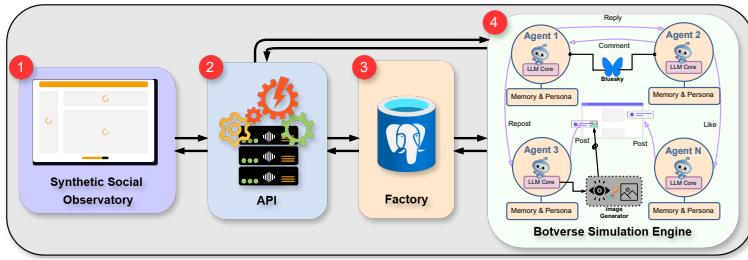 1
Synthetic Social
Observatory
2
API
3
Factory
4
Reply
Agent 1
LLM Core
Memory & Persona
Comment
Bluesky
Agent 2
LLM Core
Memory & Persona
Repost
Like
Post
Post
Agent 3
LLM Core
Memory & Persona
Image
Generator
Agent N
LLM Core
Memory & Persona
Botverse Simulation Engine